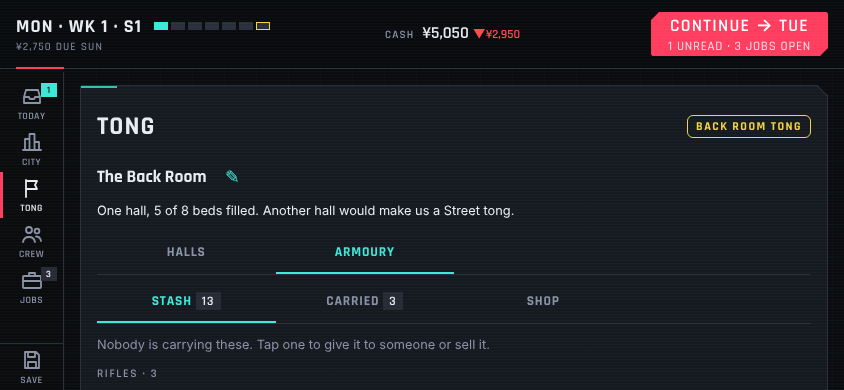 MON · WK 1 · S1
¥2,750 DUE SUN
CASH ¥5,050 ▼¥2,950
CONTINUE → TUE
1 UNREAD · 3 JOBS OPEN
1
TODAY
CITY
TONG
CREW
3
JOBS
SAVE
TONG
BACK ROOM TONG
The Back Room ✎
One hall, 5 of 8 beds filled. Another hall would make us a Street tong.
HALLS ARMOURY
STASH 13 CARRIED 3 SHOP
Nobody is carrying these. Tap one to give it to someone or sell it.
RIFLES · 3